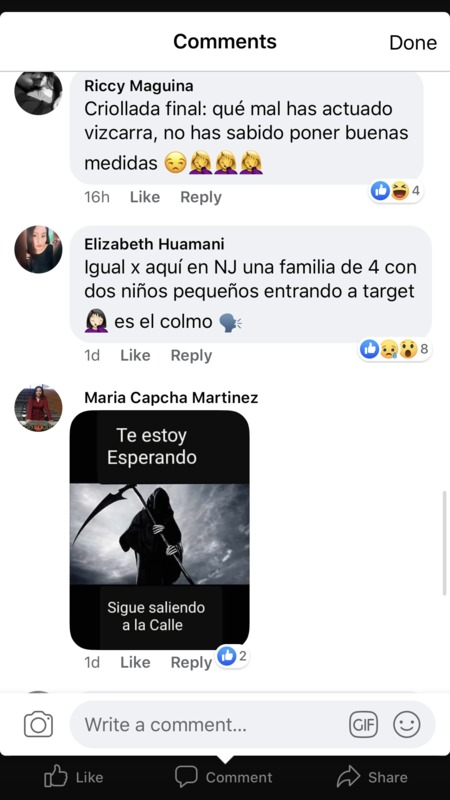 Comments
Done
Riccy Maguina
Criollada final: qué mal has actuado
vizcarra, no has sabido poner buenas
medidas 😒🤦‍♀️🤦‍♀️🤦‍♀️
16h Like Reply
4
Elizabeth Huamani
Igual x aquí en NJ una familia de 4 con
dos niños pequeños entrando a target
🤦🏻‍♀️ es el colmo 🗣
8
1d Like Reply
Maria Capcha Martinez
Te estoy
Esperando
Sigue saliendo
a la Calle
1d Like Reply
2
Write a comment...
GIF
Like Comment Share